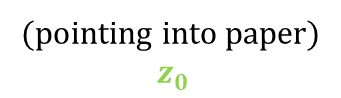 (pointing into paper)
z₀